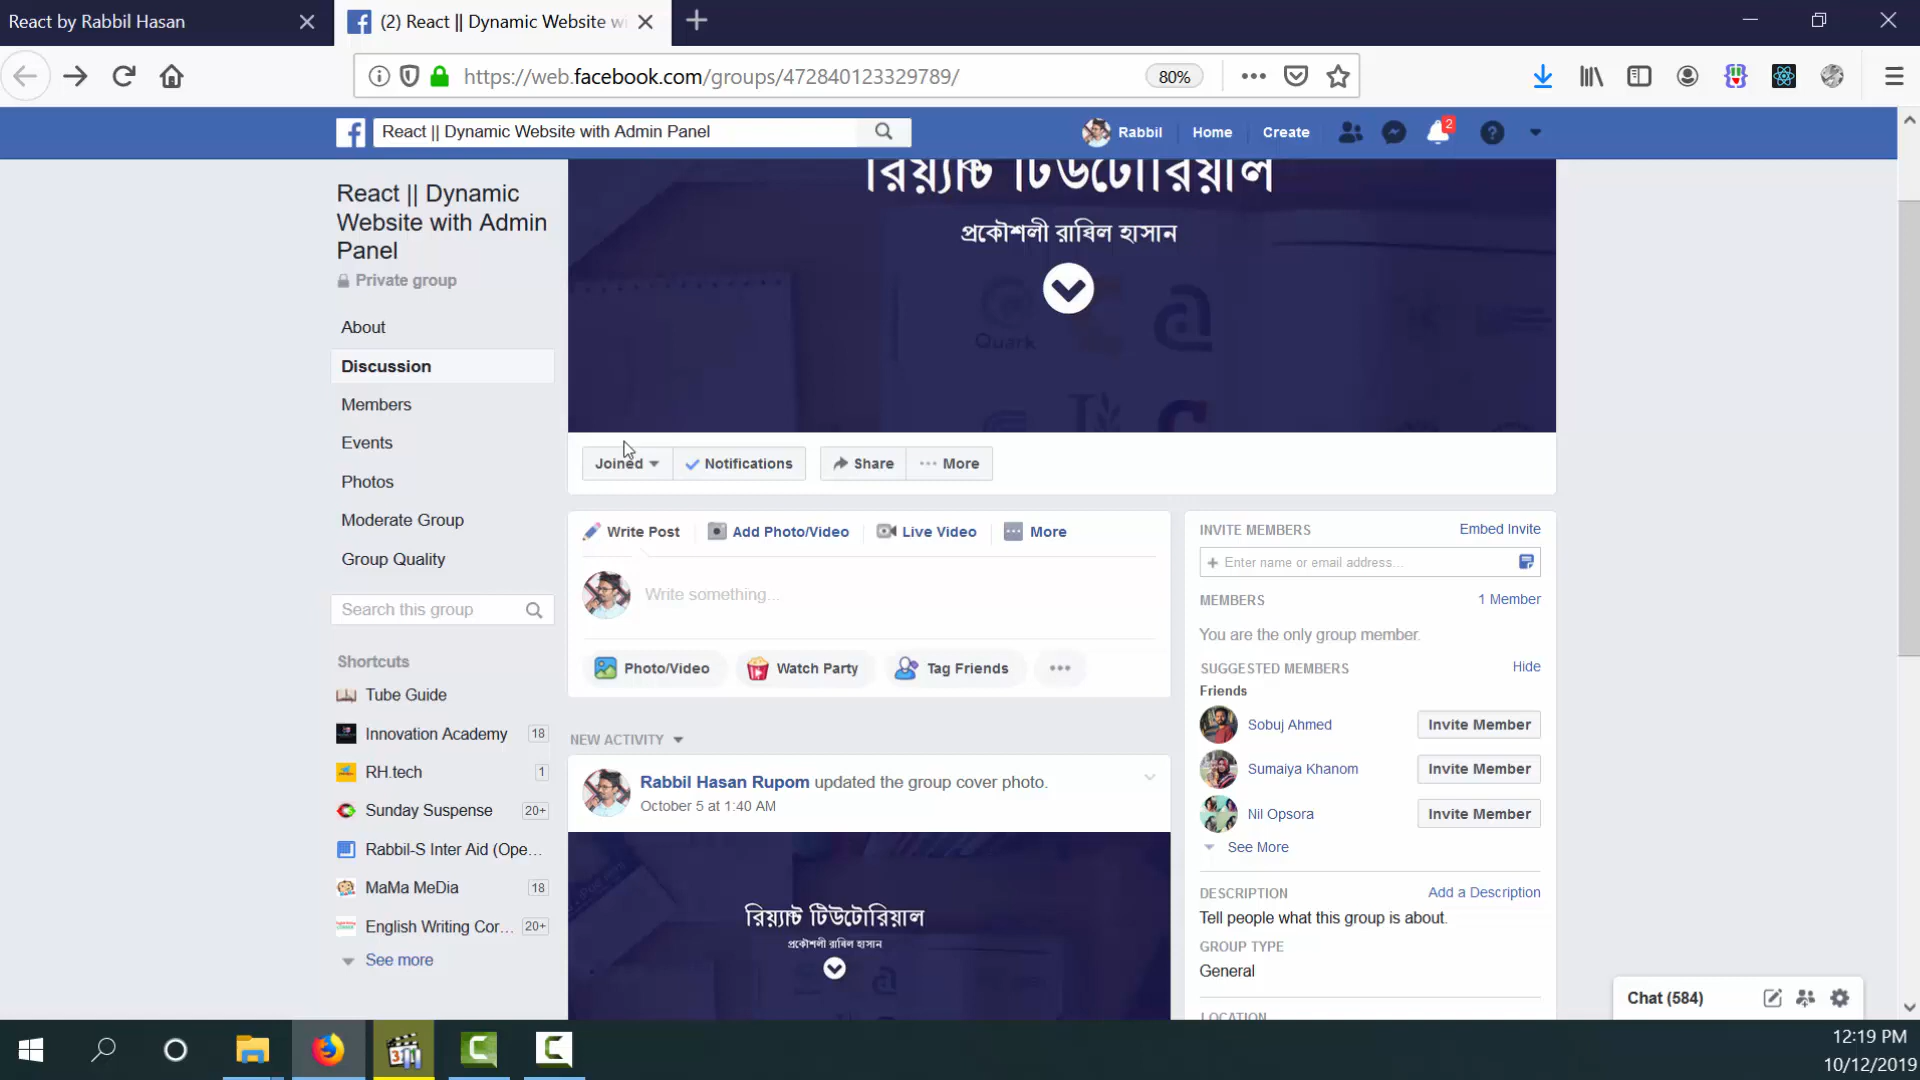 React by Rabbil Hasan
(2) React || Dynamic Website wi
https://web.facebook.com/groups/472840123329789/
80%
React || Dynamic Website with Admin Panel
Rabbil
Home
Create
2
React || Dynamic
Website with Admin
Panel
Private group
About
Discussion
Members
Events
Photos
Moderate Group
Group Quality
Search this group
Shortcuts
Tube Guide
Innovation Academy 18
RH.tech 1
Sunday Suspense 20+
Rabbil-S Inter Aid (Ope...
MaMa MeDia 18
English Writing Cor... 20+
See more
রিয়্যাক্ট টিউটোরিয়াল
প্রকৌশলী রাব্বিল হাসান
Quark
Joined
Notifications
Share
More
Write Post
Add Photo/Video
Live Video
More
Write something...
Photo/Video
Watch Party
Tag Friends
NEW ACTIVITY
Rabbil Hasan Rupom updated the group cover photo.
October 5 at 1:40 AM
রিয়্যাক্ট টিউটোরিয়াল
প্রকৌশলী রাব্বিল হাসান
INVITE MEMBERS
Embed Invite
+ Enter name or email address...
MEMBERS
1 Member
You are the only group member.
SUGGESTED MEMBERS
Hide
Friends
Sobuj Ahmed
Invite Member
Sumaiya Khanom
Invite Member
Nil Opsora
Invite Member
See More
DESCRIPTION
Add a Description
Tell people what this group is about.
GROUP TYPE
General
LOCATION
Chat (584)
12:19 PM
10/12/2019